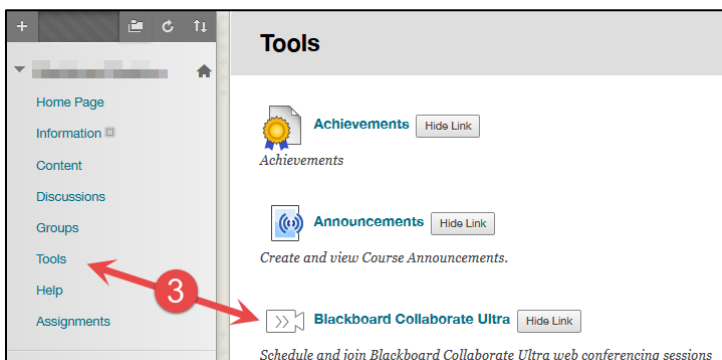 Home Page
Information
Content
Discussions
Groups
Tools
Help
Assignments
3
Tools
Achievements Hide Link
Achievements
Announcements Hide Link
Create and view Course Announcements.
Blackboard Collaborate Ultra Hide Link
Schedule and join Blackboard Collaborate Ultra web conferencing sessions